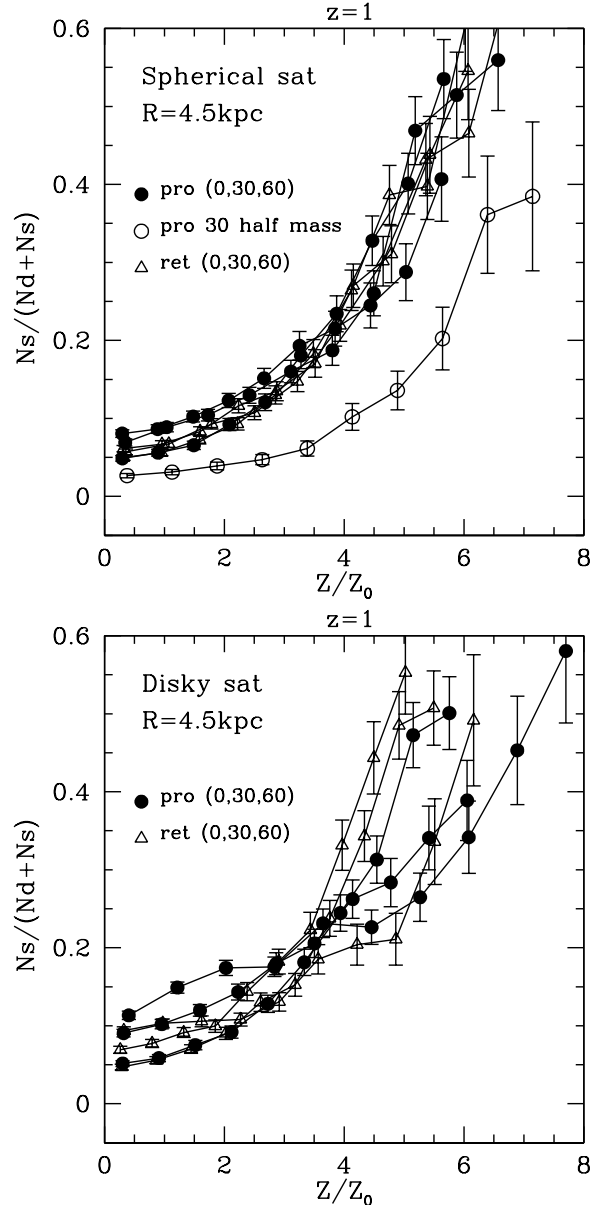 z=1
0.6
Spherical sat
R=4.5kpc
pro (0,30,60)
pro 30 half mass
ret (0,30,60)
0.4
0.2
0
Ns/(Nd+Ns)
0 2 4 6 8
Z/Z₀
z=1
0.6
Disky sat
R=4.5kpc
pro (0,30,60)
ret (0,30,60)
0.4
0.2
0
Ns/(Nd+Ns)
0 2 4 6 8
Z/Z₀